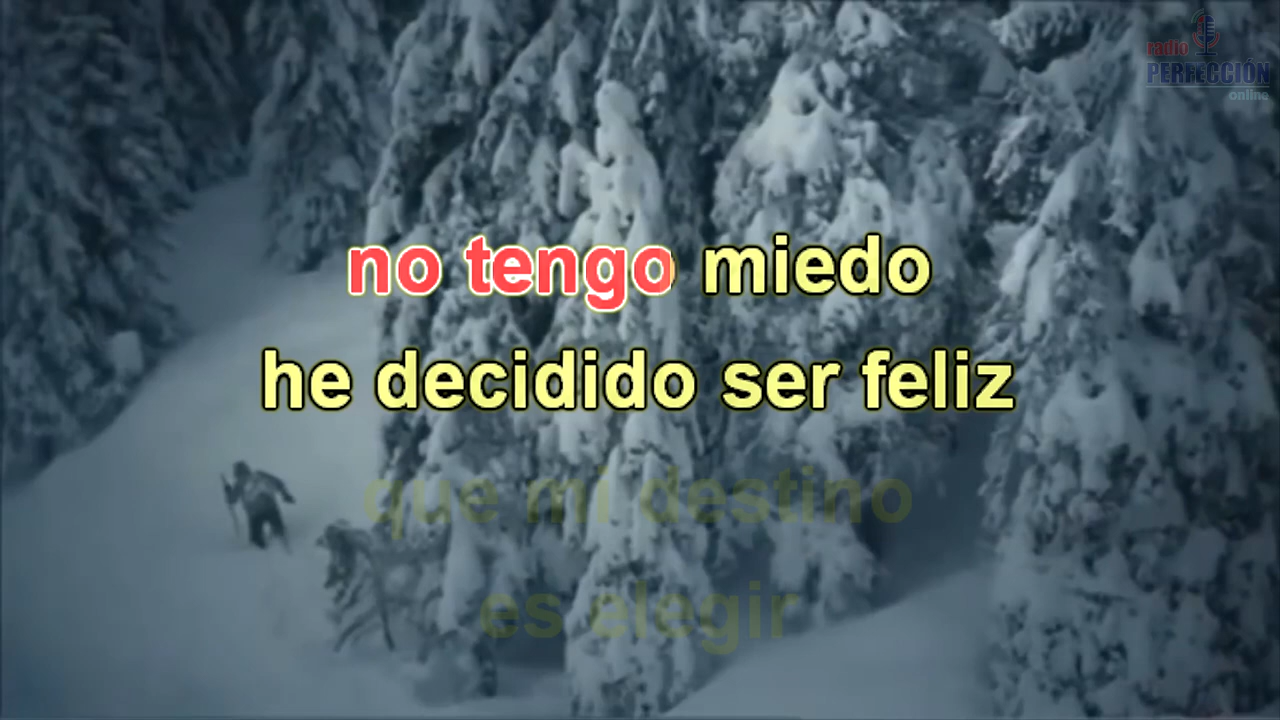 radio
PERFECCIÓN
online
no tengo miedo
he decidido ser feliz
que mi destino
es elegir